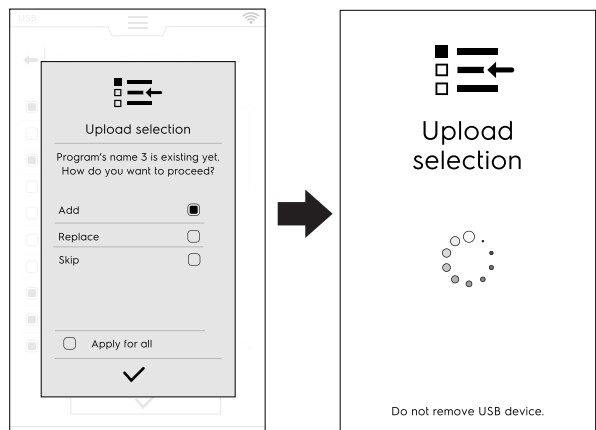 USB
Upload selection
Program's name 3 is existing yet.
How do you want to proceed?
Add
Replace
Skip
Apply for all
Upload
selection
Do not remove USB device.